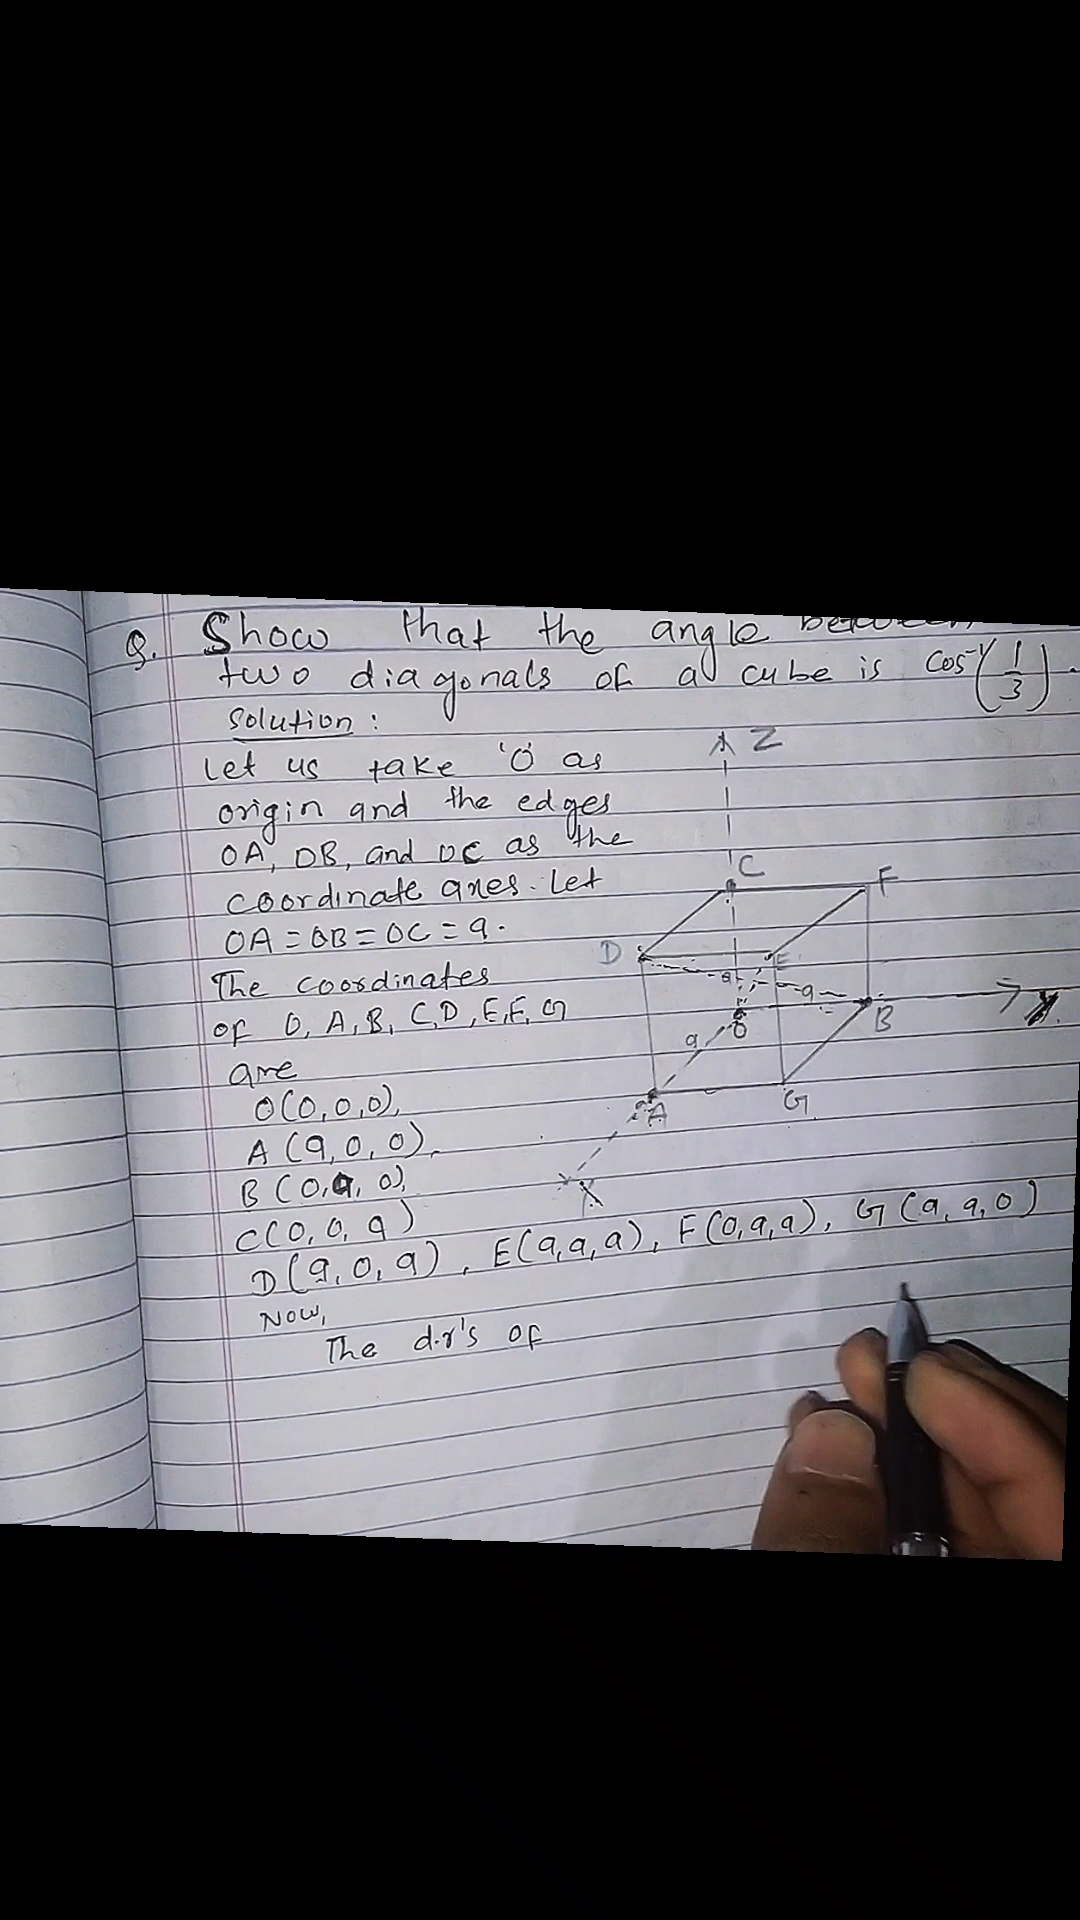 Q. Show that the angle between
two diagonals of a cube is cos⁻¹(1/3).
Solution:
Let us take 'O' as
origin and the edges
OA, OB, and OC as the
coordinate axes. Let
OA = OB = OC = a.
The coordinates
of O, A, B, C, D, E, F, G
are
O(0,0,0),
A (a, 0, 0),
B (0, a, 0),
C(0, 0, a)
D(a, 0, a), E(a, a, a), F(0, a, a), G(a, a, 0)
Now,
The d.r's of
Z
C
F
D
E
a
a
Y
B
O
a
A
G
X